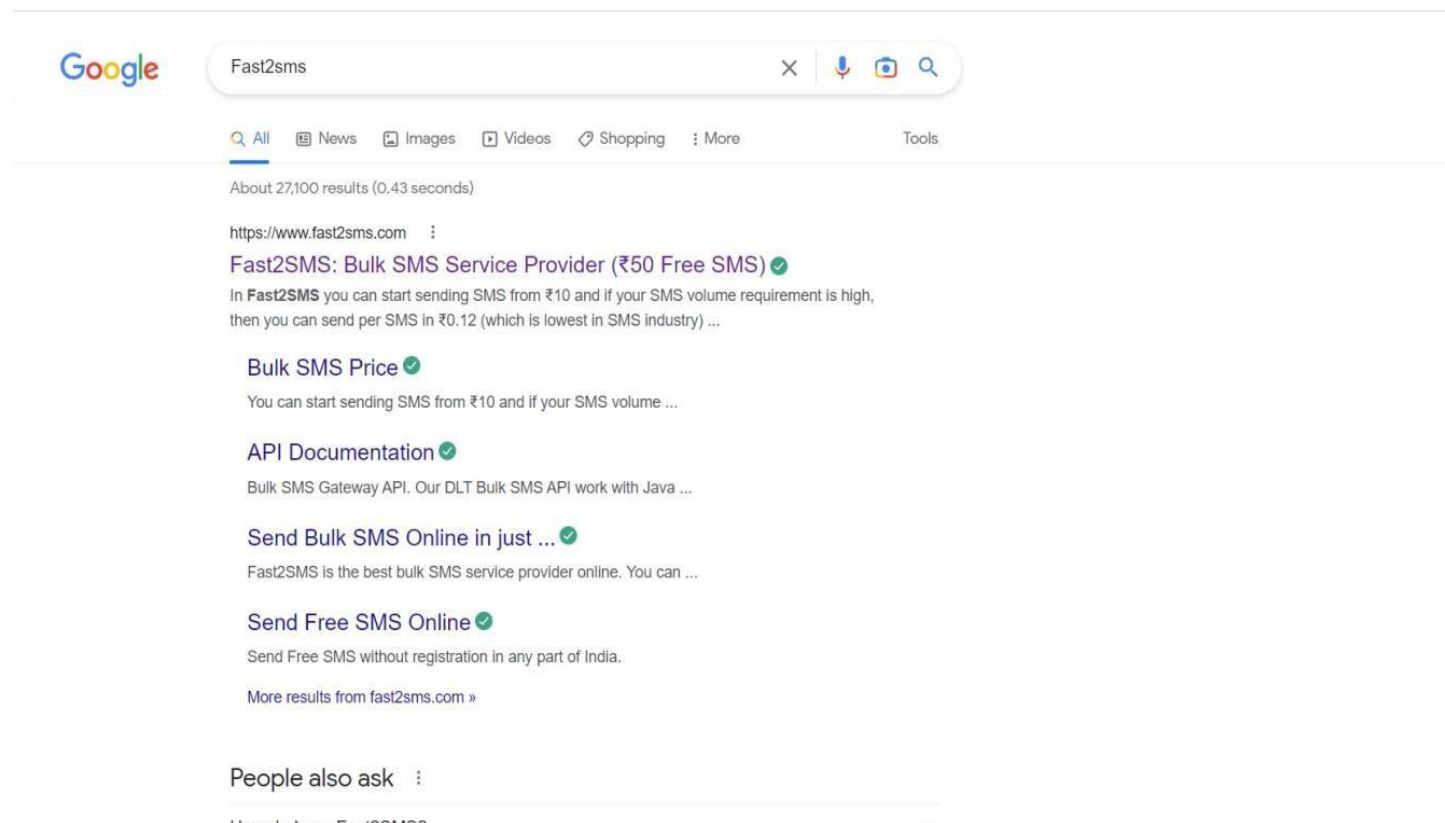 Google
Fast2sms
All News Images Videos Shopping More Tools
About 27,100 results (0.43 seconds)
https://www.fast2sms.com
Fast2SMS: Bulk SMS Service Provider (₹50 Free SMS)
In Fast2SMS you can start sending SMS from ₹10 and if your SMS volume requirement is high,
then you can send per SMS in ₹0.12 (which is lowest in SMS industry) ...
Bulk SMS Price
You can start sending SMS from ₹10 and if your SMS volume ...
API Documentation
Bulk SMS Gateway API. Our DLT Bulk SMS API work with Java ...
Send Bulk SMS Online in just ...
Fast2SMS is the best bulk SMS service provider online. You can ...
Send Free SMS Online
Send Free SMS without registration in any part of India.
More results from fast2sms.com »
People also ask